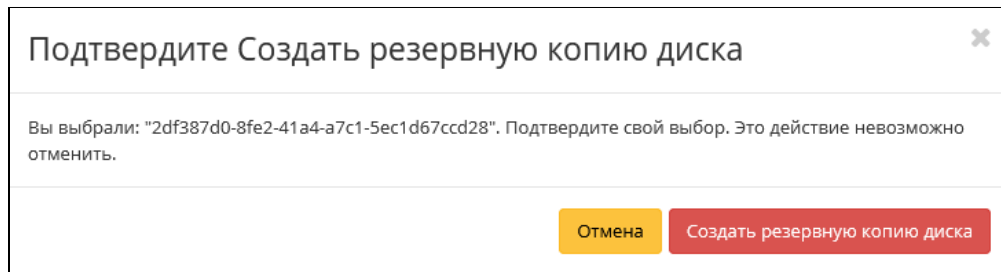 Подтвердите Создать резервную копию диска
Вы выбрали: "2df387d0-8fe2-41a4-a7c1-5ec1d67ccd28". Подтвердите свой выбор. Это действие невозможно
отменить.
Отмена
Создать резервную копию диска